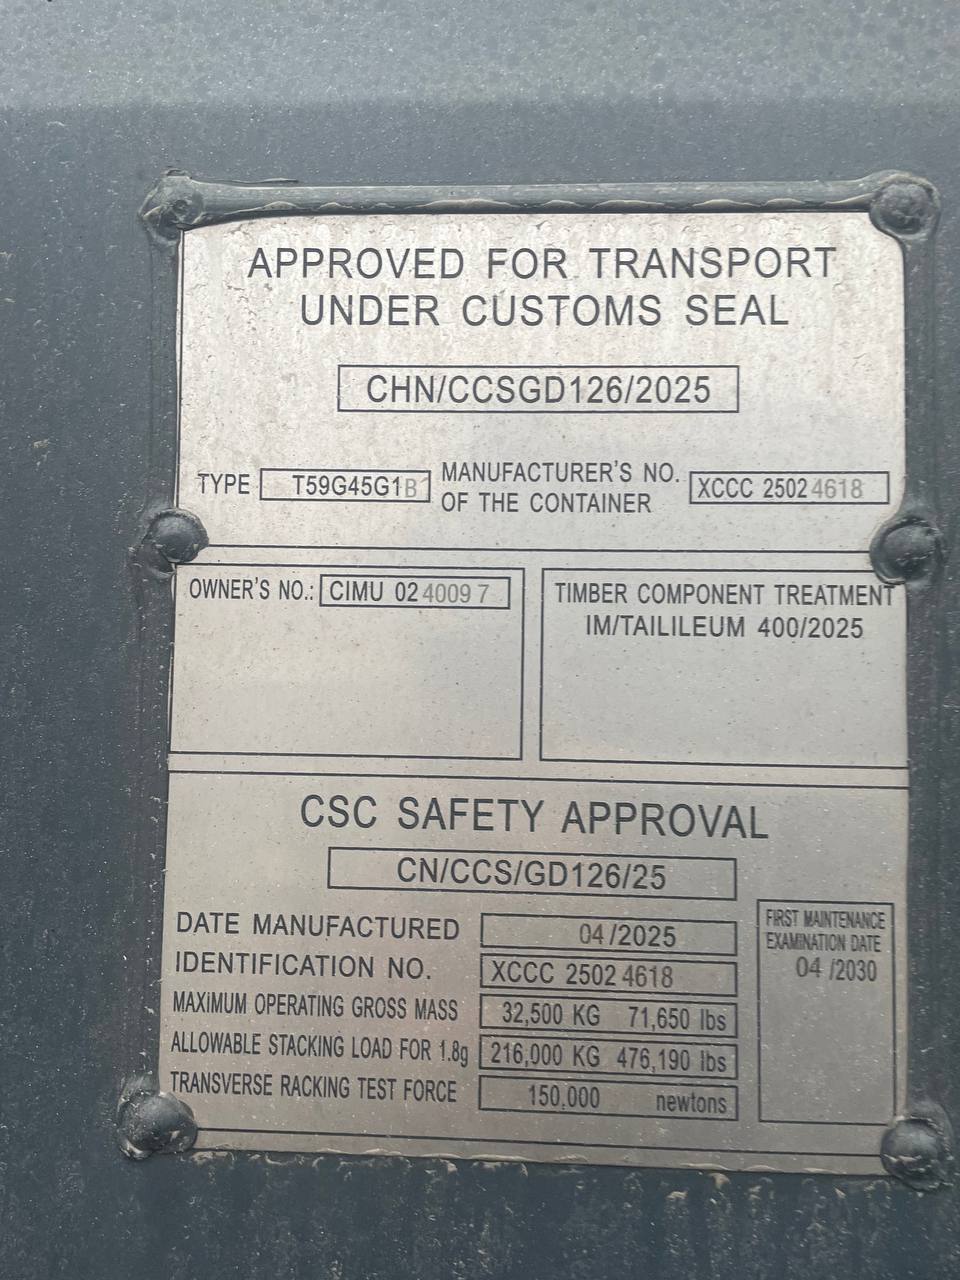 APPROVED FOR TRANSPORT
UNDER CUSTOMS SEAL
CHN/CCSGD126/2025
TYPE T59G45G1B1 MANUFACTURER'S NO. OF THE CONTAINER XCCC 2502 4618
OWNER'S NO.: CIMU 02 4009 7
TIMBER COMPONENT TREATMENT
IM/TAILILEUM 400/2025
CSC SAFETY APPROVAL
CN/CCS/GD126/25
DATE MANUFACTURED 04/2025
IDENTIFICATION NO. XCCC 2502 4618
MAXIMUM OPERATING GROSS MASS 32,500 KG 71,650 lbs
ALLOWABLE STACKING LOAD FOR 1.8g 216,000 KG 476,190 lbs
TRANSVERSE RACKING TEST FORCE 150,000 newtons
FIRST MAINTENANCE
EXAMINATION DATE
04 /2030